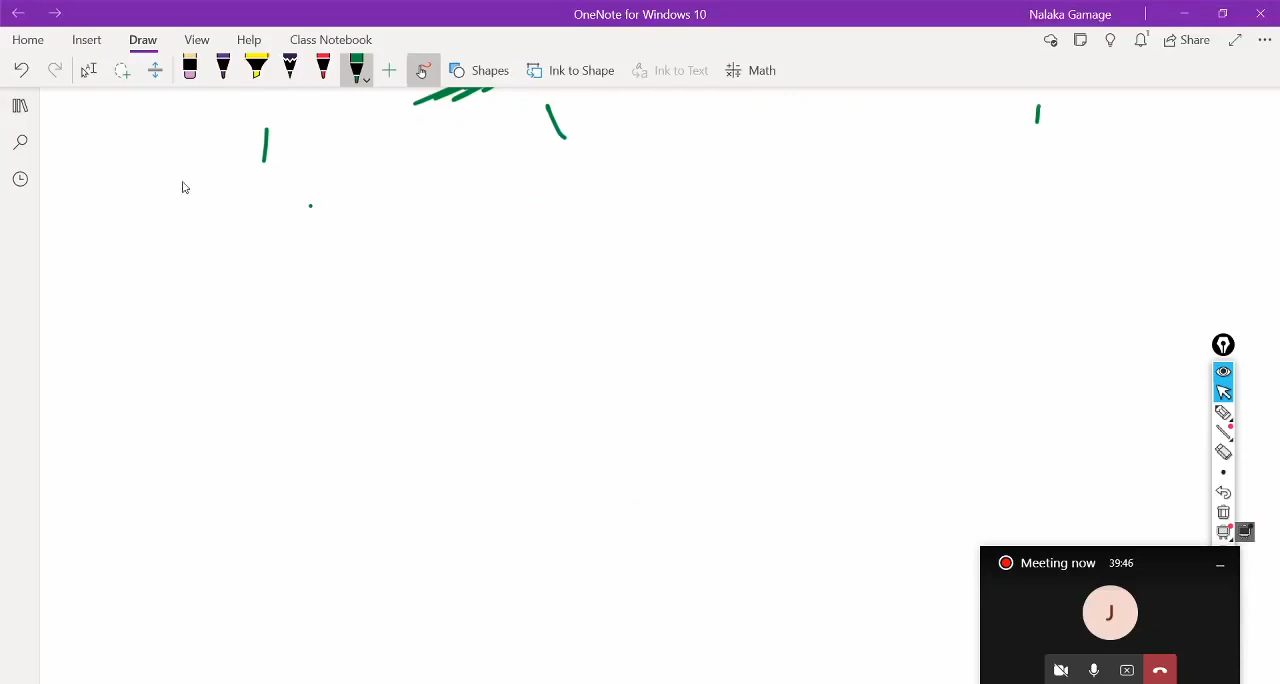 OneNote for Windows 10
Nalaka Gamage
Home Insert Draw View Help Class Notebook
Share
Shapes Ink to Shape Ink to Text Math
Meeting now 39:46
J